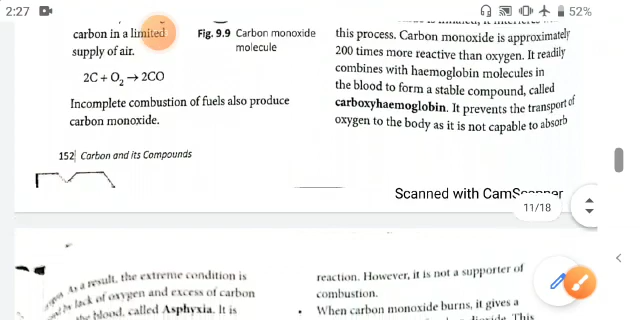 2:27
52%
carbon in a limited
supply of air.
2C + O₂ → 2CO
Incomplete combustion of fuels also produce
carbon monoxide.
Fig. 9.9 Carbon monoxide
molecule
152 Carbon and its Compounds
this process. Carbon monoxide is approximately
200 times more reactive than oxygen. It readily
combines with haemoglobin molecules in
the blood to form a stable compound, called
carboxyhaemoglobin. It prevents the transport of
oxygen to the body as it is not capable to absorb
Scanned with CamScanner
11/18
As a result, the extreme condition is
lack of oxygen and excess of carbon
the blood, called Asphyxia. It is
reaction. However, it is not a supporter of
combustion.
• When carbon monoxide burns, it gives a
This